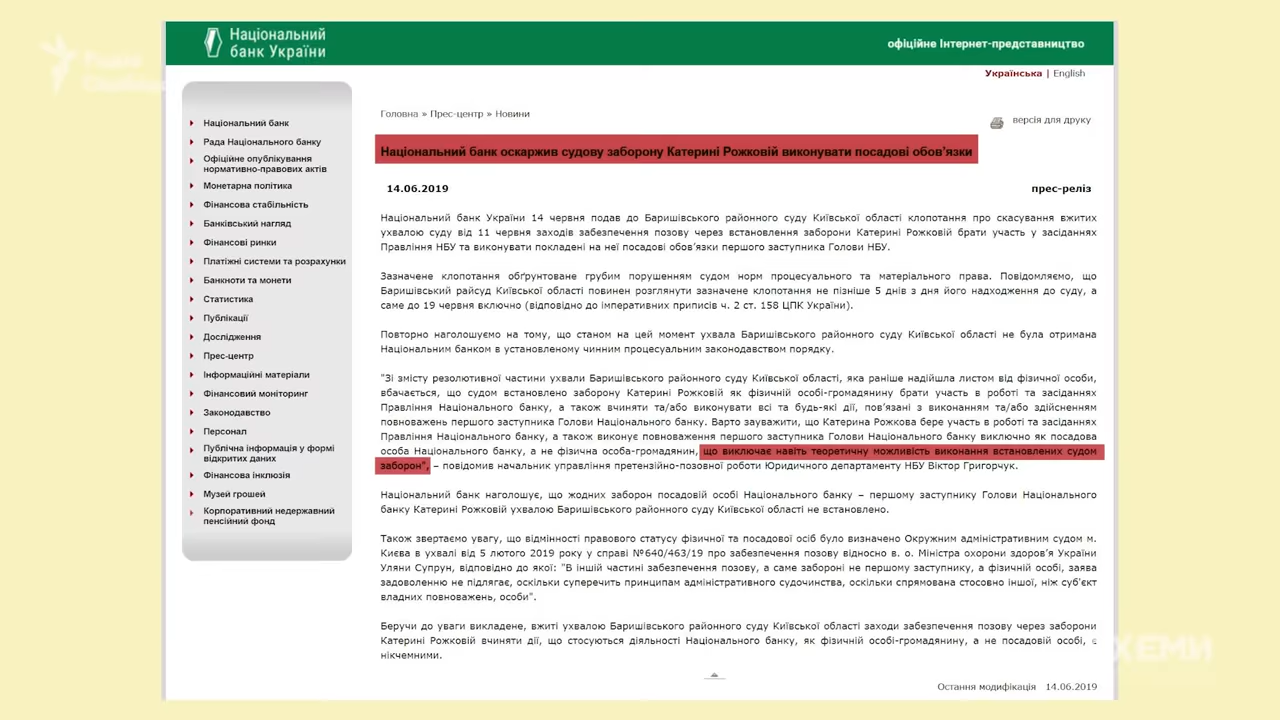 Національний
банк України
офіційне Інтернет-представництво
Українська | English
Радіо
Свобода
Національний банк
Рада Національного банку
Офіційне опублікування
нормативно-правових актів
Монетарна політика
Фінансова стабільність
Банківський нагляд
Фінансові ринки
Платіжні системи та розрахунки
Банкноти та монети
Статистика
Публікації
Дослідження
Прес-центр
Інформаційні матеріали
Фінансовий моніторинг
Законодавство
Персонал
Публічна інформація у формі
відкритих даних
Фінансова інклюзія
Музей грошей
Корпоративний недержавний
пенсійний фонд
Головна » Прес-центр » Новини
версія для друку
Національний банк оскаржив судову заборону Катерині Рожковій виконувати посадові обов’язки
14.06.2019 прес-реліз
Національний банк України 14 червня подав до Баришівського районного суду Київської області клопотання про скасування вжитих
ухвалою суду від 11 червня заходів забезпечення позову через встановлення заборони Катерині Рожковій брати участь у засіданнях
Правління НБУ та виконувати покладені на неї посадові обов’язки першого заступника Голови НБУ.
Зазначене клопотання обґрунтоване грубим порушенням судом норм процесуального та матеріального права. Повідомляємо, що
Баришівський райсуд Київської області повинен розглянути зазначене клопотання не пізніше 5 днів з дня його надходження до суду, а
саме до 19 червня включно (відповідно до імперативних приписів ч. 2 ст. 158 ЦПК України).
Повторно наголошуємо на тому, що станом на цей момент ухвала Баришівського районного суду Київської області не була отримана
Національним банком в установленому чинним процесуальним законодавством порядку.
"Зі змісту резолютивної частини ухвали Баришівського районного суду Київської області, яка раніше надійшла листом від фізичної особи,
вбачається, що судом встановлено заборону Катерині Рожковій як фізичній особі-громадянину брати участь в роботі та засіданнях
Правління Національного банку, а також вчиняти та/або виконувати всі та будь-які дії, пов’язані з виконанням та/або здійсненням
повноважень першого заступника Голови Національного банку. Варто зауважити, що Катерина Рожкова бере участь в роботі та засіданнях
Правління Національного банку, а також виконує повноваження першого заступника Голови Національного банку виключно як посадова
особа Національного банку, а не фізична особа-громадянин, що виключає навіть теоретичну можливість виконання встановлених судом
заборон", – повідомив начальник управління претензійно-позовної роботи Юридичного департаменту НБУ Віктор Григорчук.
Національний банк наголошує, що жодних заборон посадовій особі Національного банку – першому заступнику Голови Національного
банку Катерині Рожковій ухвалою Баришівського районного суду Київської області не встановлено.
Також звертаємо увагу, що відмінності правового статусу фізичної та посадової осіб було визначено Окружним адміністративним судом м.
Києва в ухвалі від 5 лютого 2019 року у справі №640/463/19 про забезпечення позову відносно в. о. Міністра охорони здоров’я України
Уляни Супрун, відповідно до якої: "В іншій частині забезпечення позову, а саме забороні не першому заступнику, а фізичній особі, заява
задоволенню не підлягає, оскільки суперечить принципам адміністративного судочинства, оскільки спрямована стосовно іншої, ніж суб'єкт
владних повноважень, особи".
Беручи до уваги викладене, вжиті ухвалою Баришівського районного суду Київської області заходи забезпечення позову через заборони
Катерині Рожковій вчиняти дії, що стосуються діяльності Національного банку, як фізичній особі-громадянину, а не посадовій особі, є
нікчемними.
СХЕМИ
Остання модифікація 14.06.2019